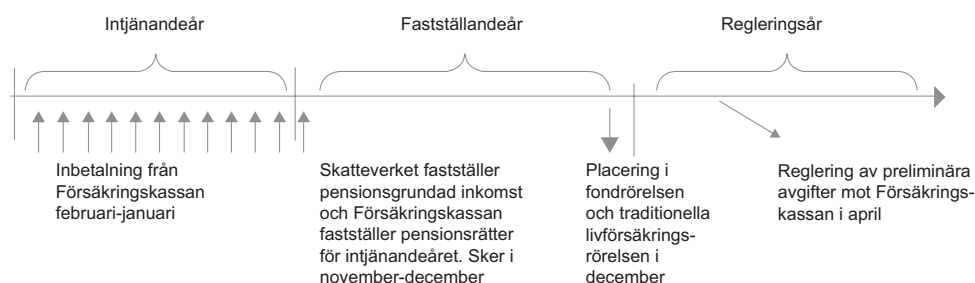 Intjänandeår
Fastställandeår
Regleringsår
Inbetalning från
Försäkringskassan
februari-januari
Skatteverket fastställer
pensionsgrundad inkomst
och Försäkringskassan
fastställer pensionsrätter
för intjänandeåret. Sker i
november-december
Placering i
fondrörelsen
och traditionella
livförsäkrings-
rörelsen i
december
Reglering av preliminära
avgifter mot Försäkrings-
kassan i april